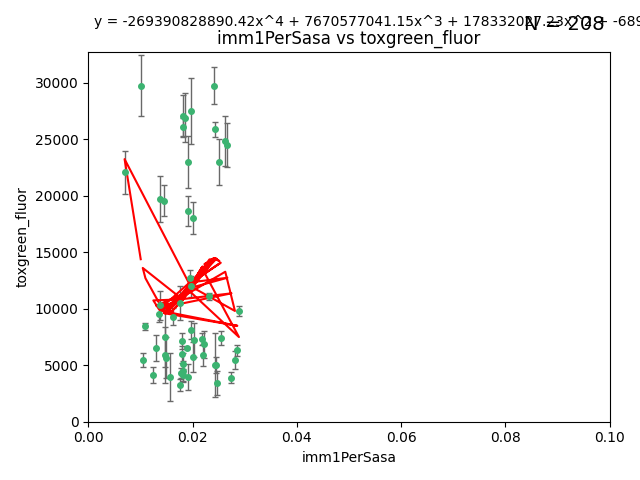 y = -269390828890.42x^4 + 7670577041.15x^3 +
N = 208
imm1PerSasa vs toxgreen_fluor
30000
25000
20000
15000
10000
5000
0
toxgreen_fluor
0.00 0.02 0.04 0.06 0.08 0.10
imm1PerSasa